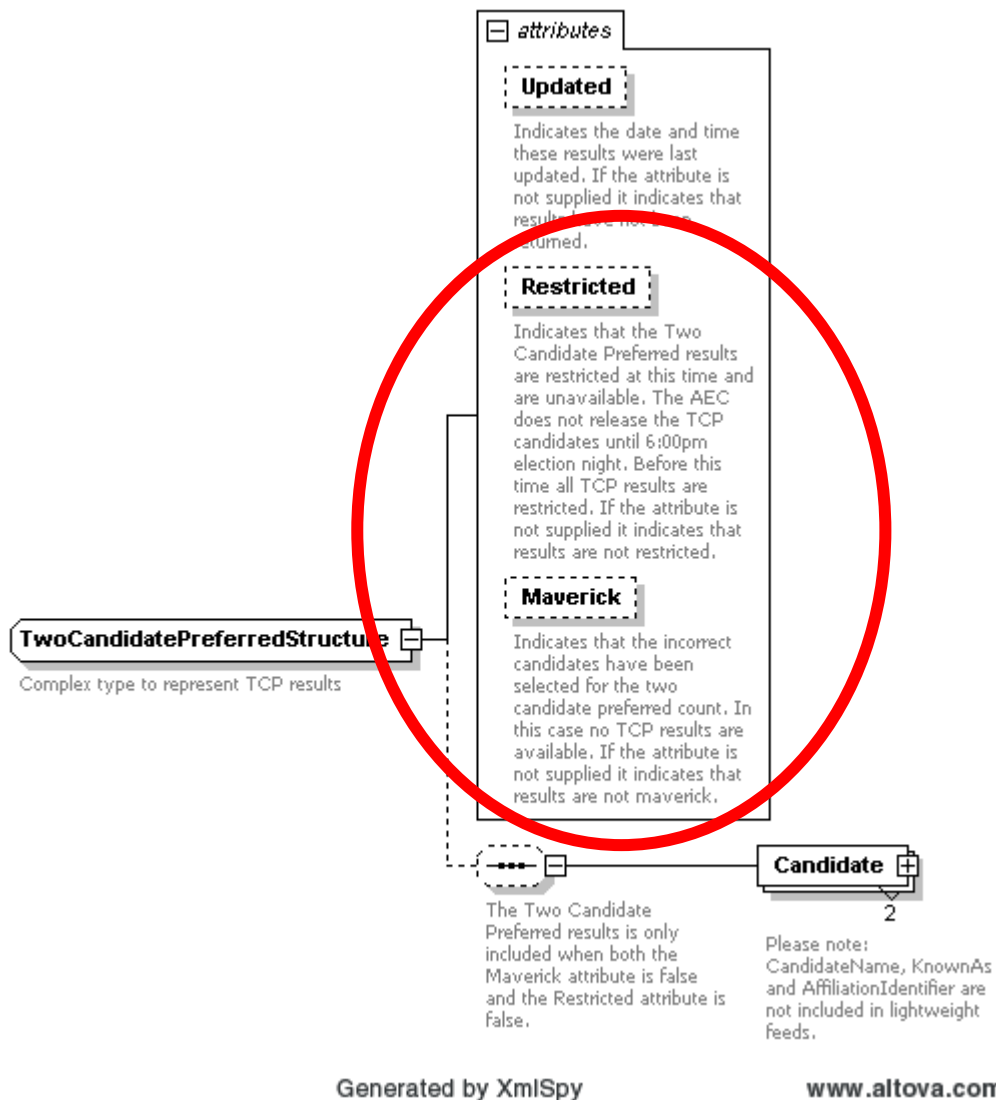 attributes
Updated
Indicates the date and time
these results were last
updated. If the attribute is
not supplied it indicates that
results have not been
returned.
Restricted
Indicates that the Two
Candidate Preferred results
are restricted at this time and
are unavailable. The AEC
does not release the TCP
candidates until 6:00pm
election night. Before this
time all TCP results are
restricted. If the attribute is
not supplied it indicates that
results are not restricted.
Maverick
Indicates that the incorrect
candidates have been
selected for the two
candidate preferred count. In
this case no TCP results are
available. If the attribute is
not supplied it indicates that
results are not maverick.
TwoCandidatePreferredStructure
Complex type to represent TCP results
Candidate
2
The Two Candidate
Preferred results is only
included when both the
Maverick attribute is false
and the Restricted attribute is
false.
Please note:
CandidateName, KnownAs
and AffiliationIdentifier are
not included in lightweight
feeds.
Generated by XmlSpy
www.altova.com